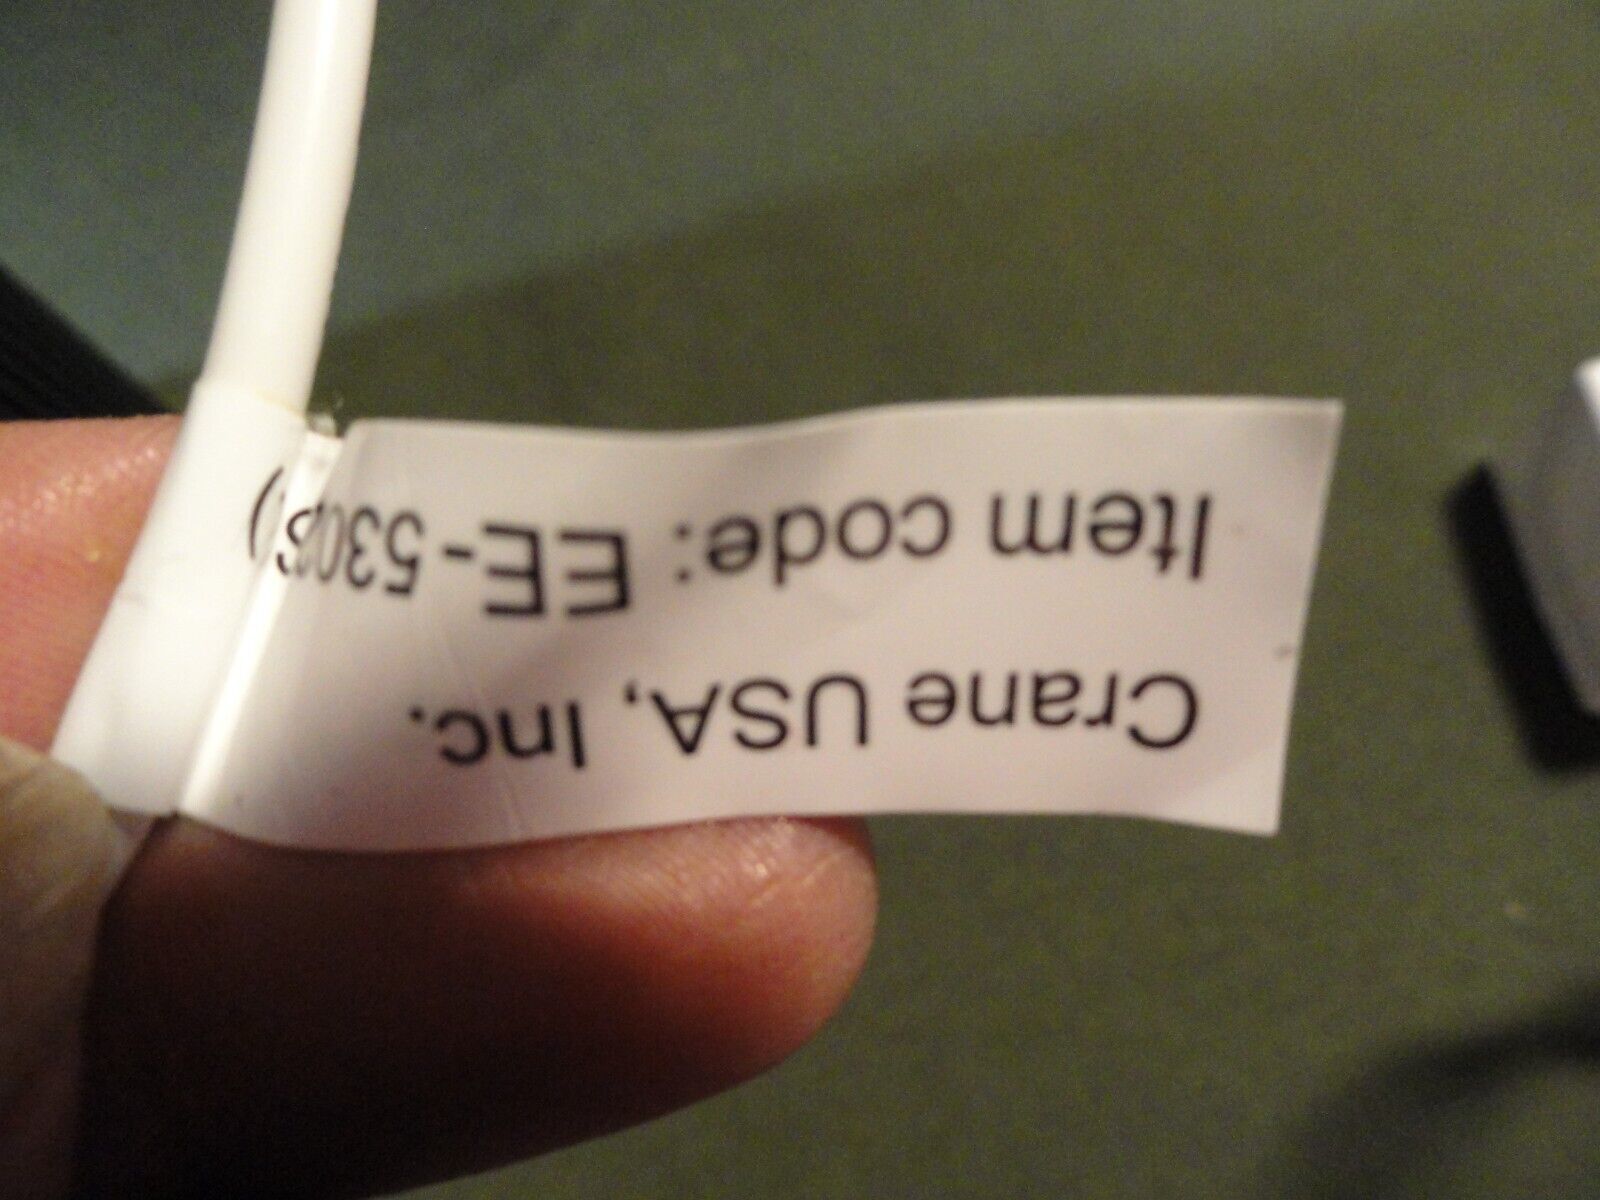 Crane USA, Inc.
Item code: EE-530